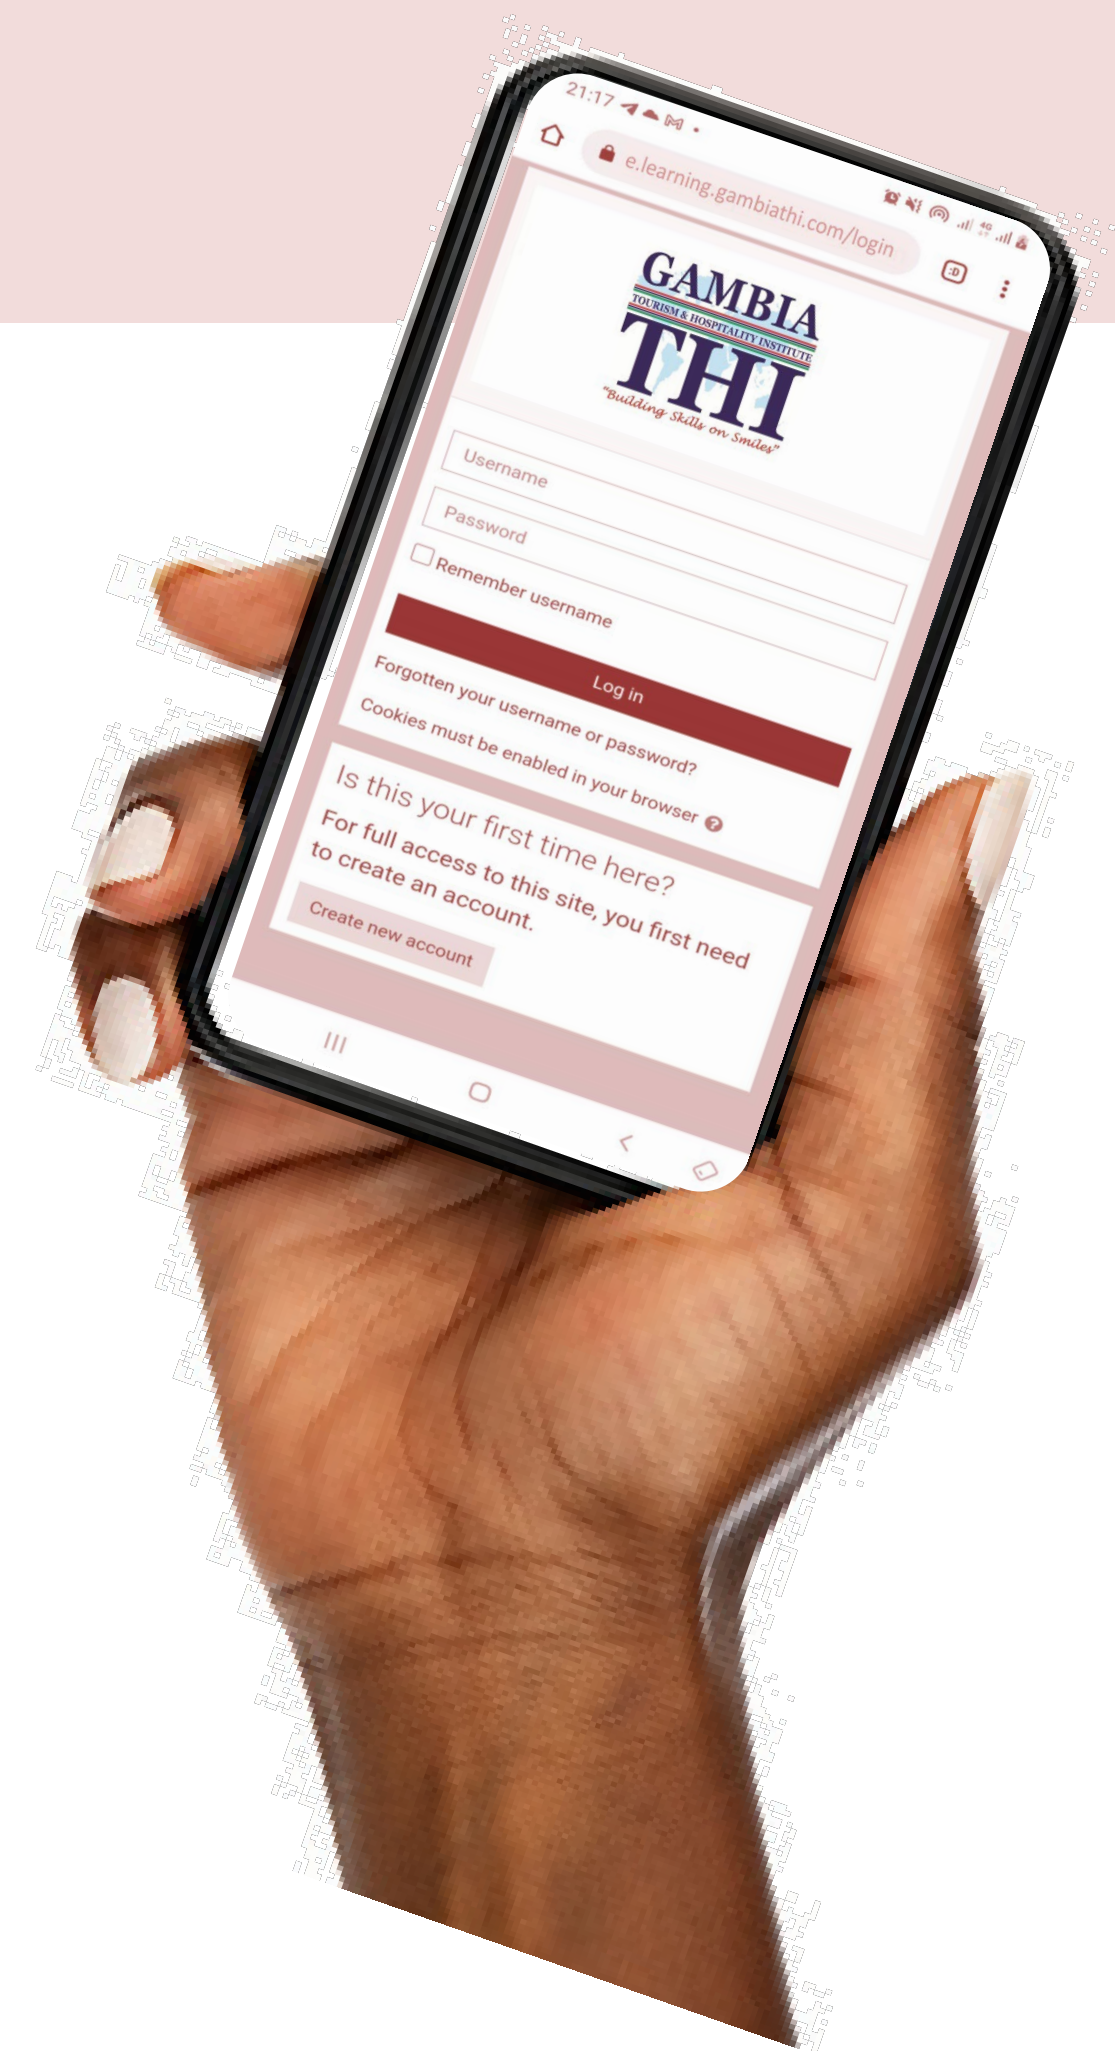 21:17
4G
e.learning.gambiathi.com/login
:D
GAMBIA
TOURISM & HOSPITALITY INSTITUTE
THI
"Building Skills on Smiles"
Username
Password
Remember username
Log in
Forgotten your username or password?
Cookies must be enabled in your browser ?
Is this your first time here?
For full access to this site, you first need
to create an account.
Create new account